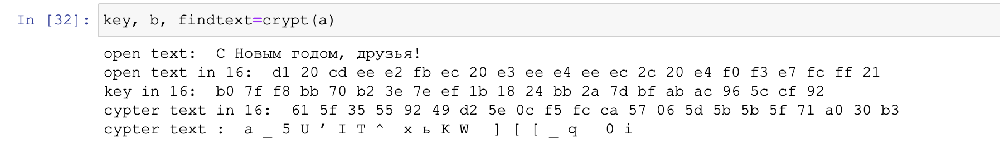 In [32]: key, b, findtext=crypt(a)
open text:  С Новым годом, друзья!
open text in 16:  d1 20 cd ee e2 fb ec 20 e3 ee e4 ee ec 2c 20 e4 f0 f3 e7 fc ff 21
key in 16:  b0 7f f8 bb 70 b2 3e 7e ef 1b 18 24 bb 2a 7d bf ab ac 96 5c cf 92
cypter text in 16:  61 5f 35 55 92 49 d2 5e 0c f5 fc ca 57 06 5d 5b 5b 5f 71 a0 30 b3
cypter text :  a _ 5 U ’ I Т ^   х ь К W   ] [ [ _ q   0 і